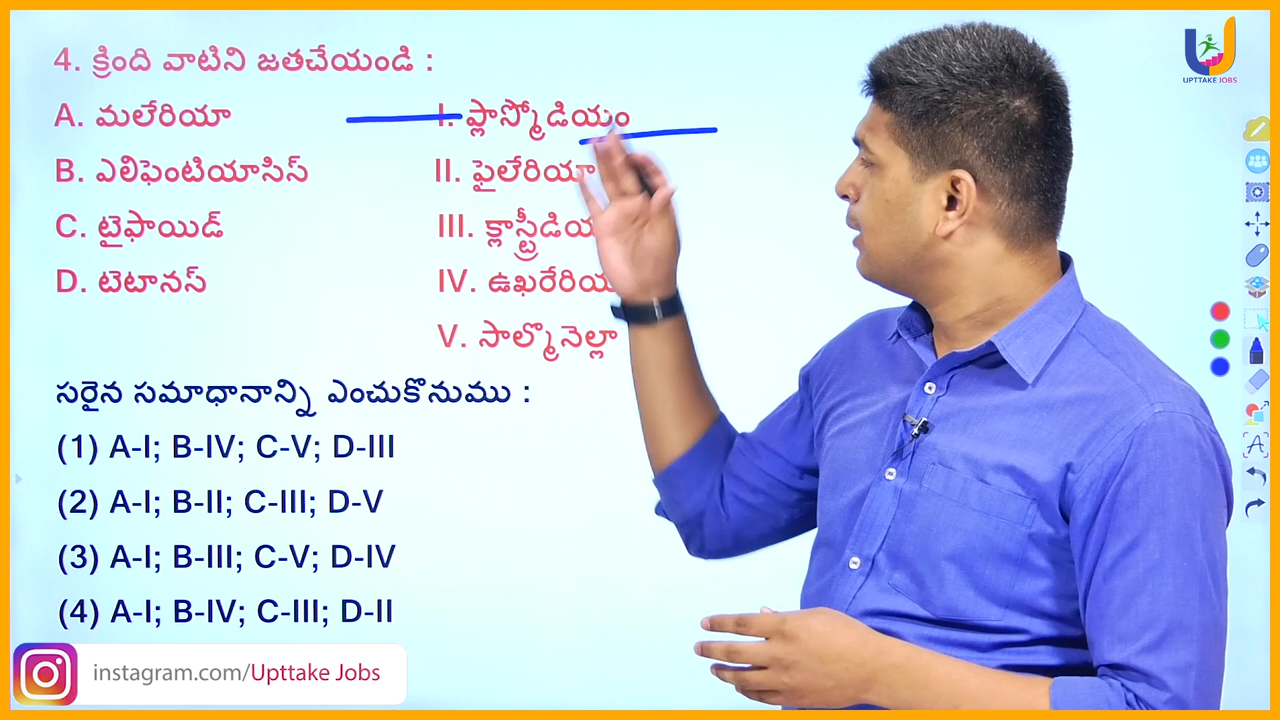 4. క్రింది వాటిని జతచేయండి :
A. మలేరియా I. ప్లాస్మోడియం
B. ఎలిఫెంటియాసిస్ II. ఫైలేరియా
C. టైఫాయిడ్ III.
D. టెటానస్ IV.
V. సాల్మొనెల్లా
సరైన సమాధానాన్ని ఎంచుకొనుము :
(1) A-I; B-IV; C-V; D-III
(2) A-I; B-II; C-III; D-V
(3) A-I; B-III; C-V; D-IV
(4) A-I; B-IV; C-III; D-II
instagram.com/Upttake Jobs
UPTTAKE JOBS